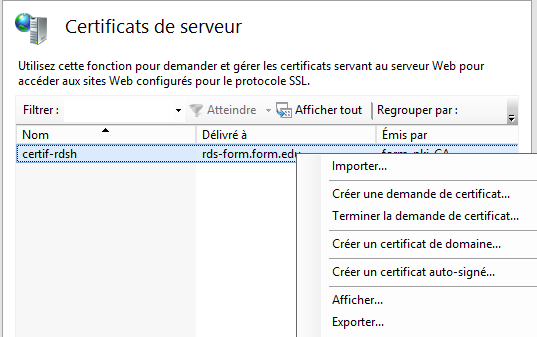 Certificats de serveur
Utilisez cette fonction pour demander et gérer les certificats servant au serveur Web pour
accéder aux sites Web configurés pour le protocole SSL.
Filtrer : Atteindre Afficher tout Regrouper par :
Nom Délivré à Émis par
certif-rdsh rds-form.form.edu
Importer...
Créer une demande de certificat...
Terminer la demande de certificat...
Créer un certificat de domaine...
Créer un certificat auto-signé...
Afficher...
Exporter...